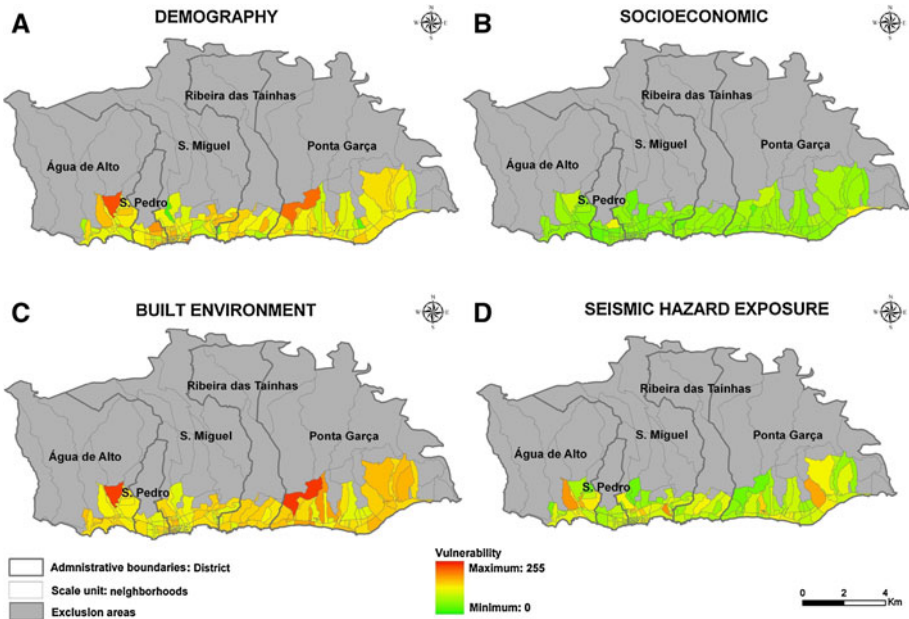 A DEMOGRAPHY
N
W E
S
Ribeira das Tainhas
S. Miguel
Ponta Garça
Água de Alto
S. Pedro
B SOCIOECONOMIC
N
W E
S
Ribeira das Tainhas
S. Miguel
Ponta Garça
Água de Alto
S. Pedro
C BUILT ENVIRONMENT
N
W E
S
Ribeira das Tainhas
S. Miguel
Ponta Garça
Água de Alto
S. Pedro
D SEISMIC HAZARD EXPOSURE
N
W E
S
Ribeira das Tainhas
S. Miguel
Ponta Garça
Água de Alto
S. Pedro
Admnistrative boundaries: District
Scale unit: neighborhoods
Exclusion areas
Vulnerability
Maximum: 255
Minimum: 0
0 2 4
Km